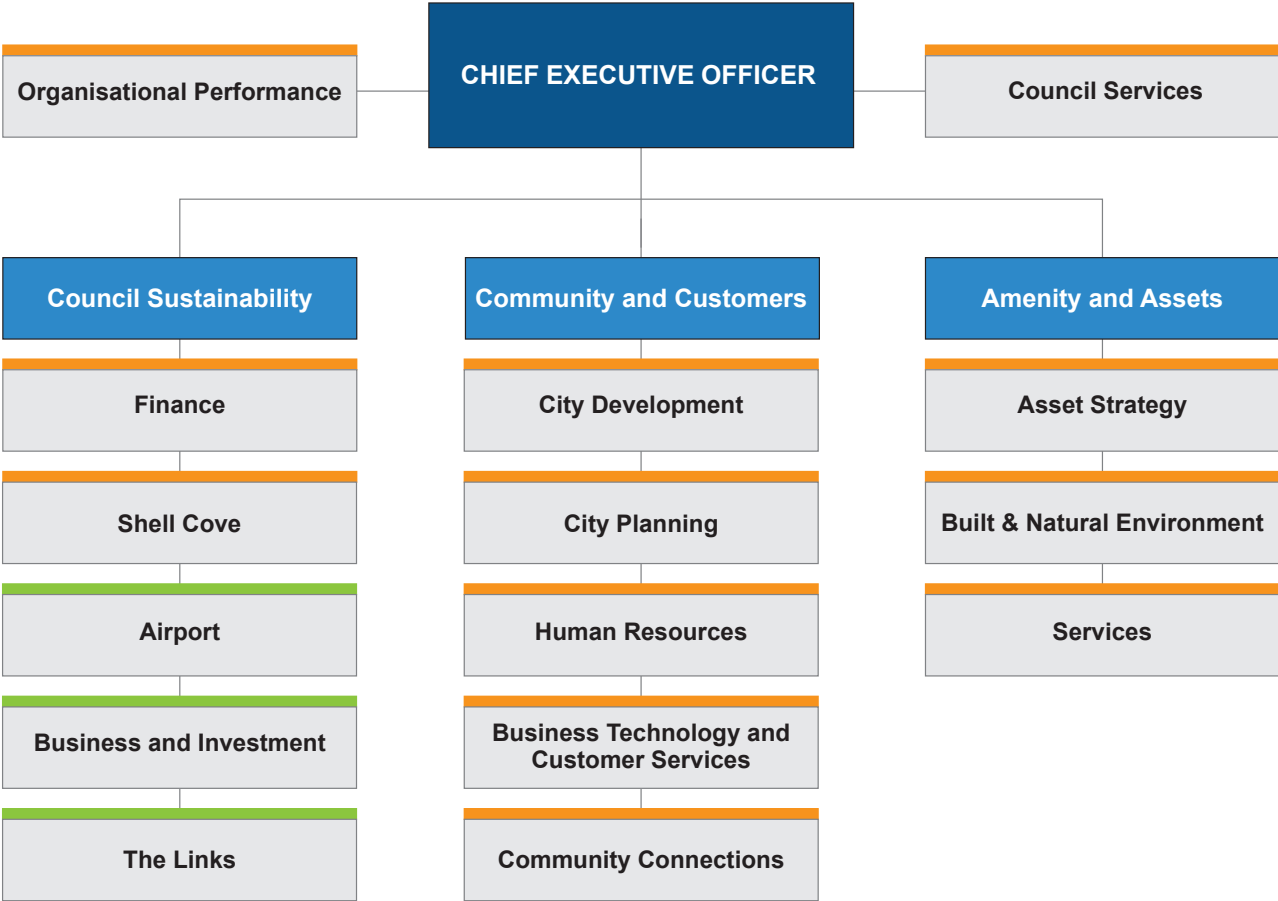 CHIEF EXECUTIVE OFFICER
Organisational Performance
Council Services
Council Sustainability
Community and Customers
Amenity and Assets
Finance
City Development
Asset Strategy
Shell Cove
City Planning
Built & Natural Environment
Airport
Human Resources
Services
Business and Investment
Business Technology and
Customer Services
The Links
Community Connections